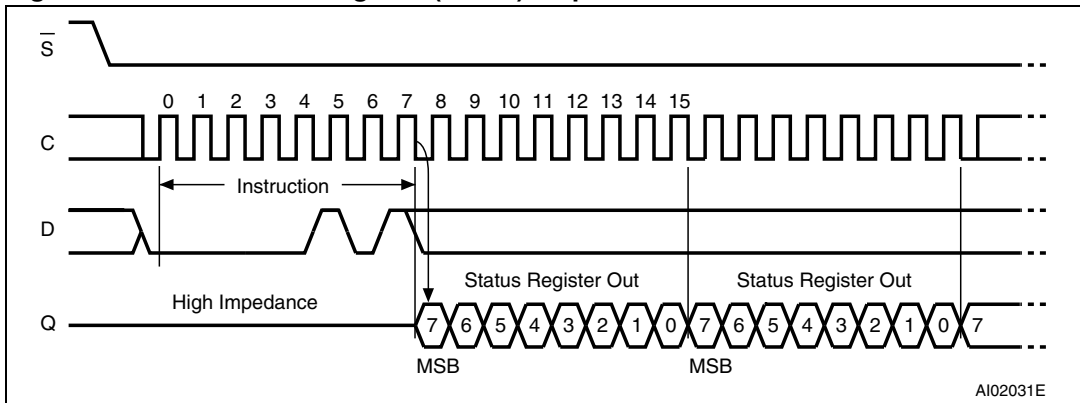 S
0 1 2 3 4 5 6 7 8 9 10 11 12 13 14 15
C
Instruction
D
Status Register Out Status Register Out
High Impedance
Q 7 6 5 4 3 2 1 0 7 6 5 4 3 2 1 0 7
MSB MSB
AI02031E